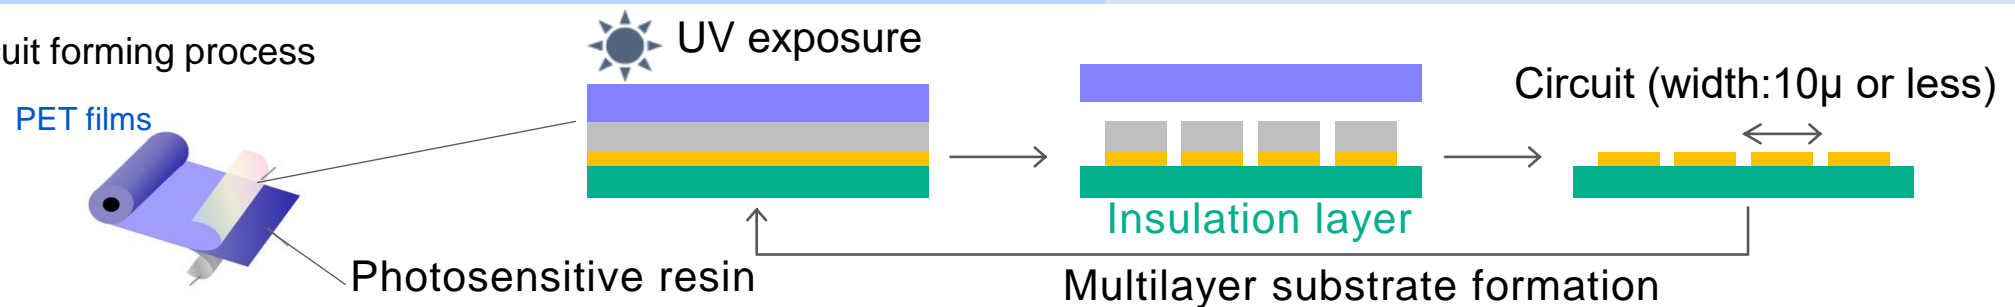 UV exposure
uit forming process
Circuit (width:10μ or less)
PET films
Insulation layer
Photosensitive resin
Multilayer substrate formation